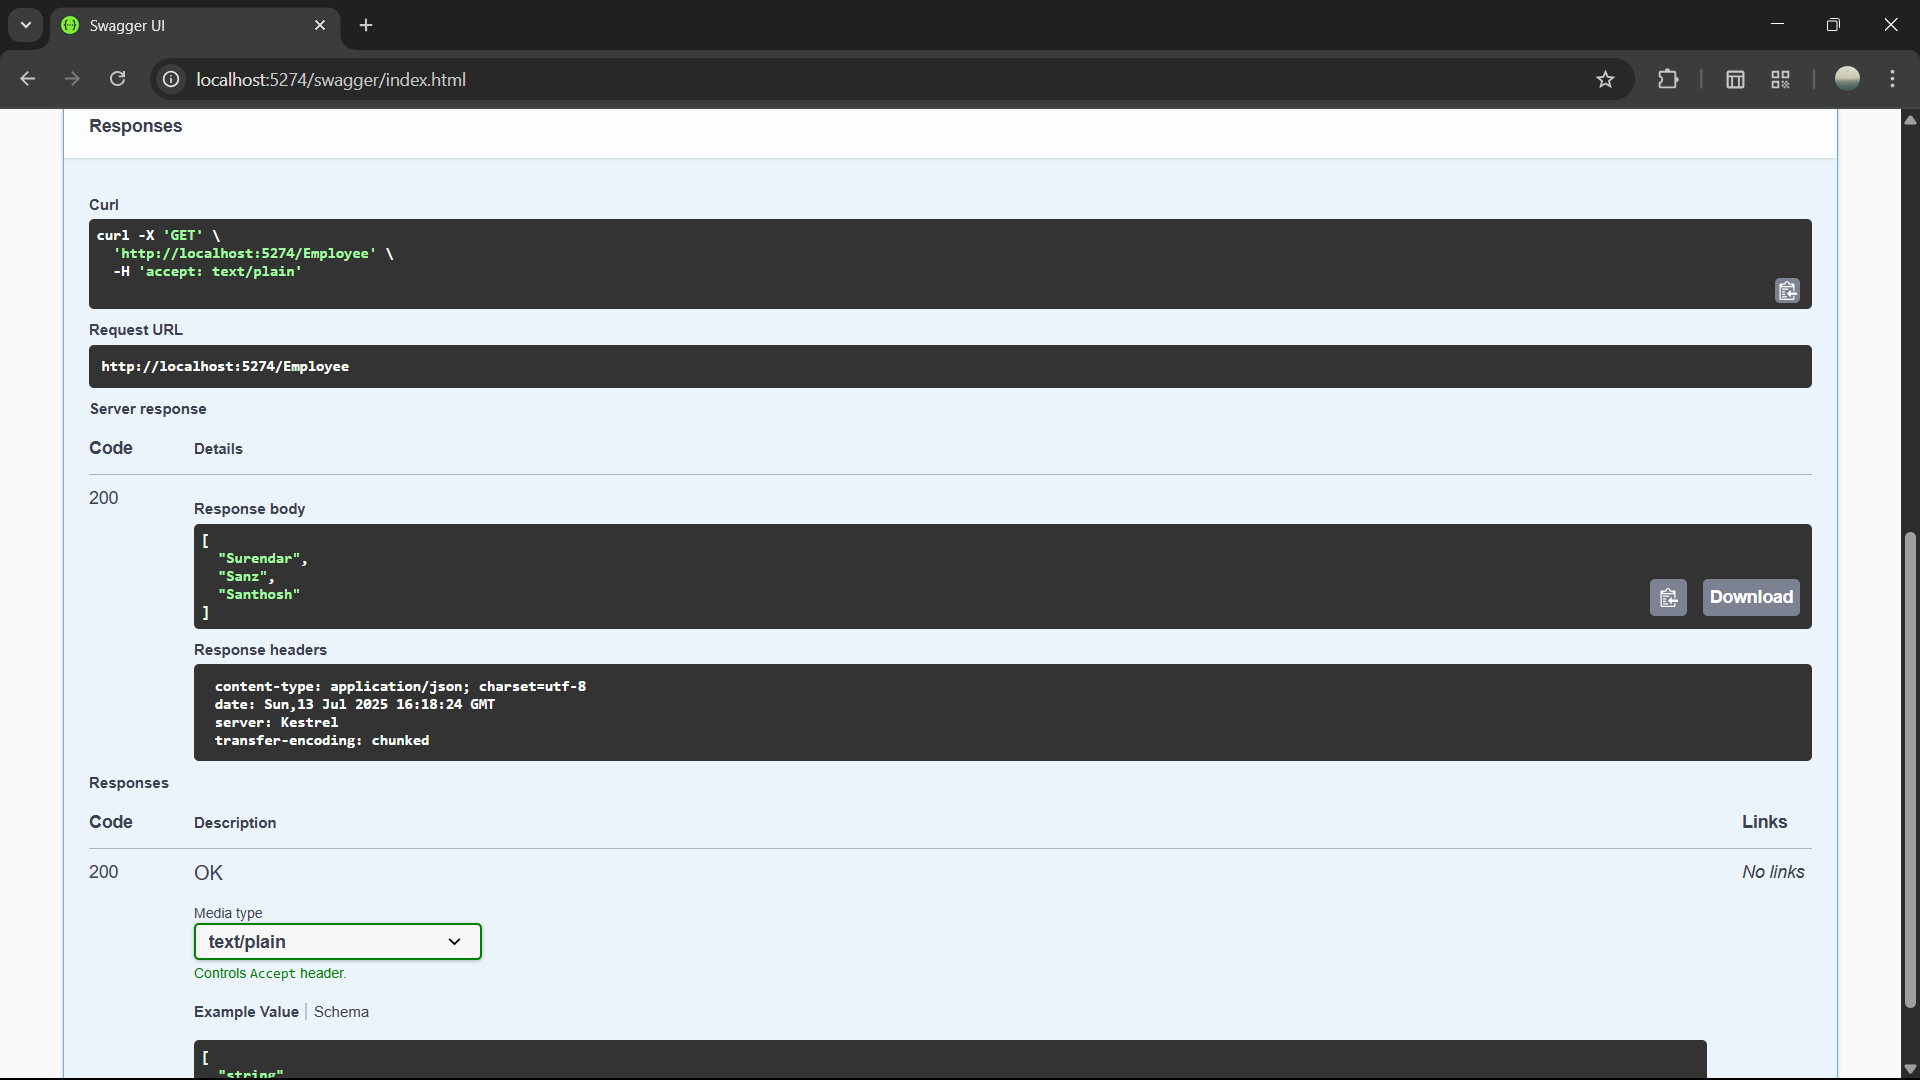 Swagger UI
localhost:5274/swagger/index.html
Responses
Curl
curl -X 'GET' \
'http://localhost:5274/Employee' \
-H 'accept: text/plain'
Request URL
http://localhost:5274/Employee
Server response
Code Details
200
Response body
[
"Surendar",
"Sanz",
"Santhosh"
]
Download
Response headers
content-type: application/json; charset=utf-8
date: Sun,13 Jul 2025 16:18:24 GMT
server: Kestrel
transfer-encoding: chunked
Responses
Code Description Links
200 OK No links
Media type
text/plain
Controls Accept header.
Example Value Schema
[
"string"